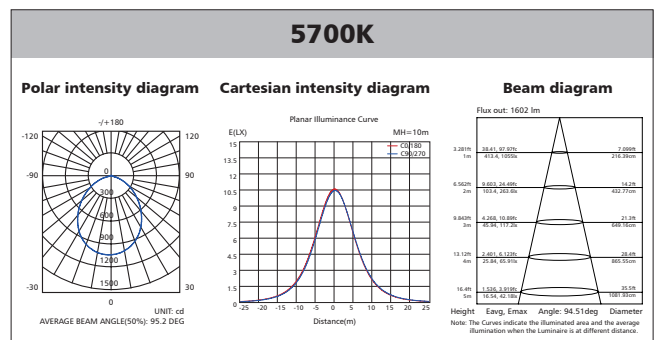 5700K
Polar intensity diagram
Cartesian intensity diagram
Beam diagram
-/+180
-120
120
-90
90
-30
30
0
0
300
600
900
1200
1500
UNIT: cd
AVERAGE BEAM ANGLE(50%): 95.2 DEG
Planar Illuminance Curve
E(LX)
MH=10m
C0/180
C90/270
15
13.5
12
10.5
9
7.5
6
4.5
3
1.5
0
-25 -20 -15 -10 -5 0 5 10 15 20 25
Distance(m)
Flux out: 1602 lm
3.281ft 38.41, 97.97fc 7.099ft
1m 413.4, 1055lx 216.39cm
6.562ft 9.603, 24.49fc 14.2ft
2m 103.4, 263.6lx 432.77cm
9.843ft 4.268, 10.89fc 21.3ft
3m 45.94, 117.2lx 649.16cm
13.12ft 2.401, 6.123fc 28.4ft
4m 25.84, 65.91lx 865.55cm
16.4ft 1.536, 3.919fc 35.5ft
5m 16.54, 42.18lx 1081.93cm
Height Eavg, Emax Angle: 94.51deg Diameter
Note: The Curves indicate the illuminated area and the average
illumination when the Luminaire is at different distance.